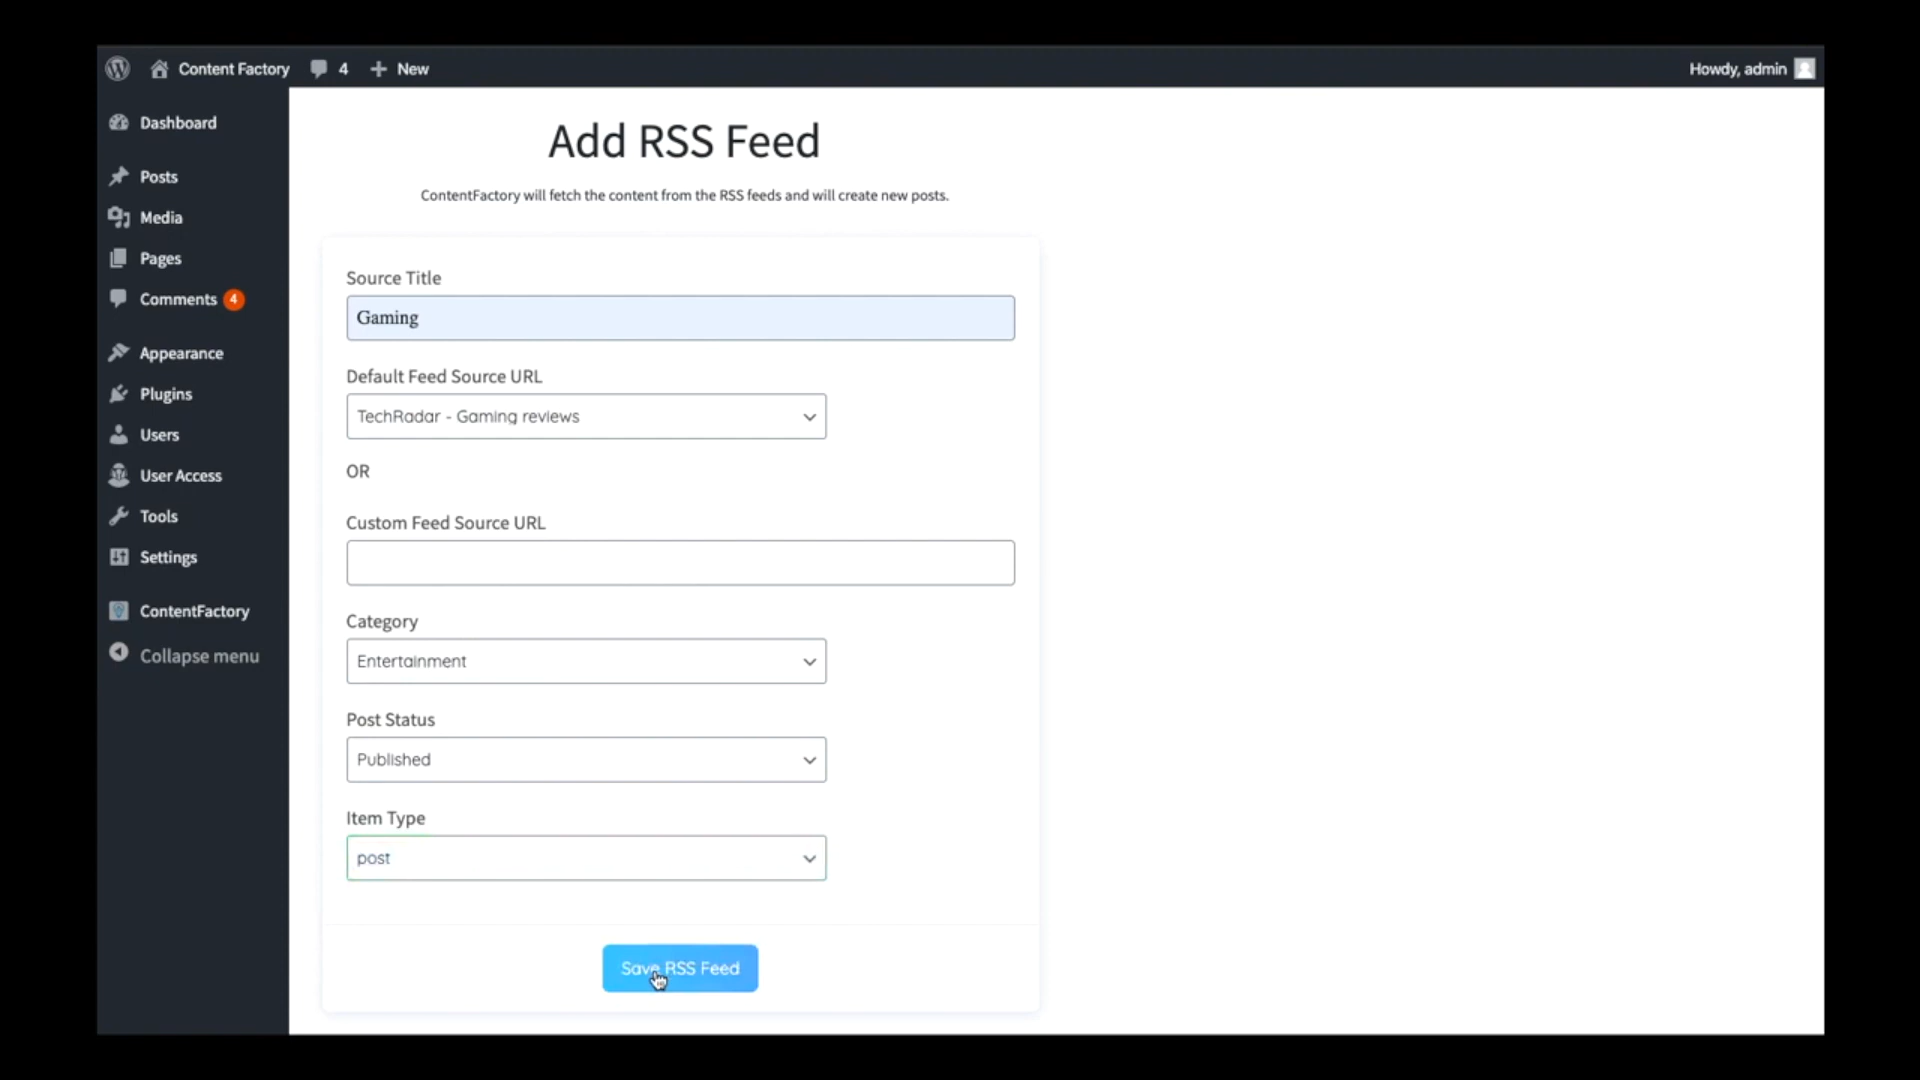 Content Factory 4 New Howdy, admin
Dashboard
Posts
Media
Pages
Comments 4
Appearance
Plugins
Users
User Access
Tools
Settings
ContentFactory
Collapse menu
Add RSS Feed
ContentFactory will fetch the content from the RSS feeds and will create new posts.
Source Title
Gaming
Default Feed Source URL
TechRadar - Gaming reviews
OR
Custom Feed Source URL
Category
Entertainment
Post Status
Published
Item Type
post
Save RSS Feed